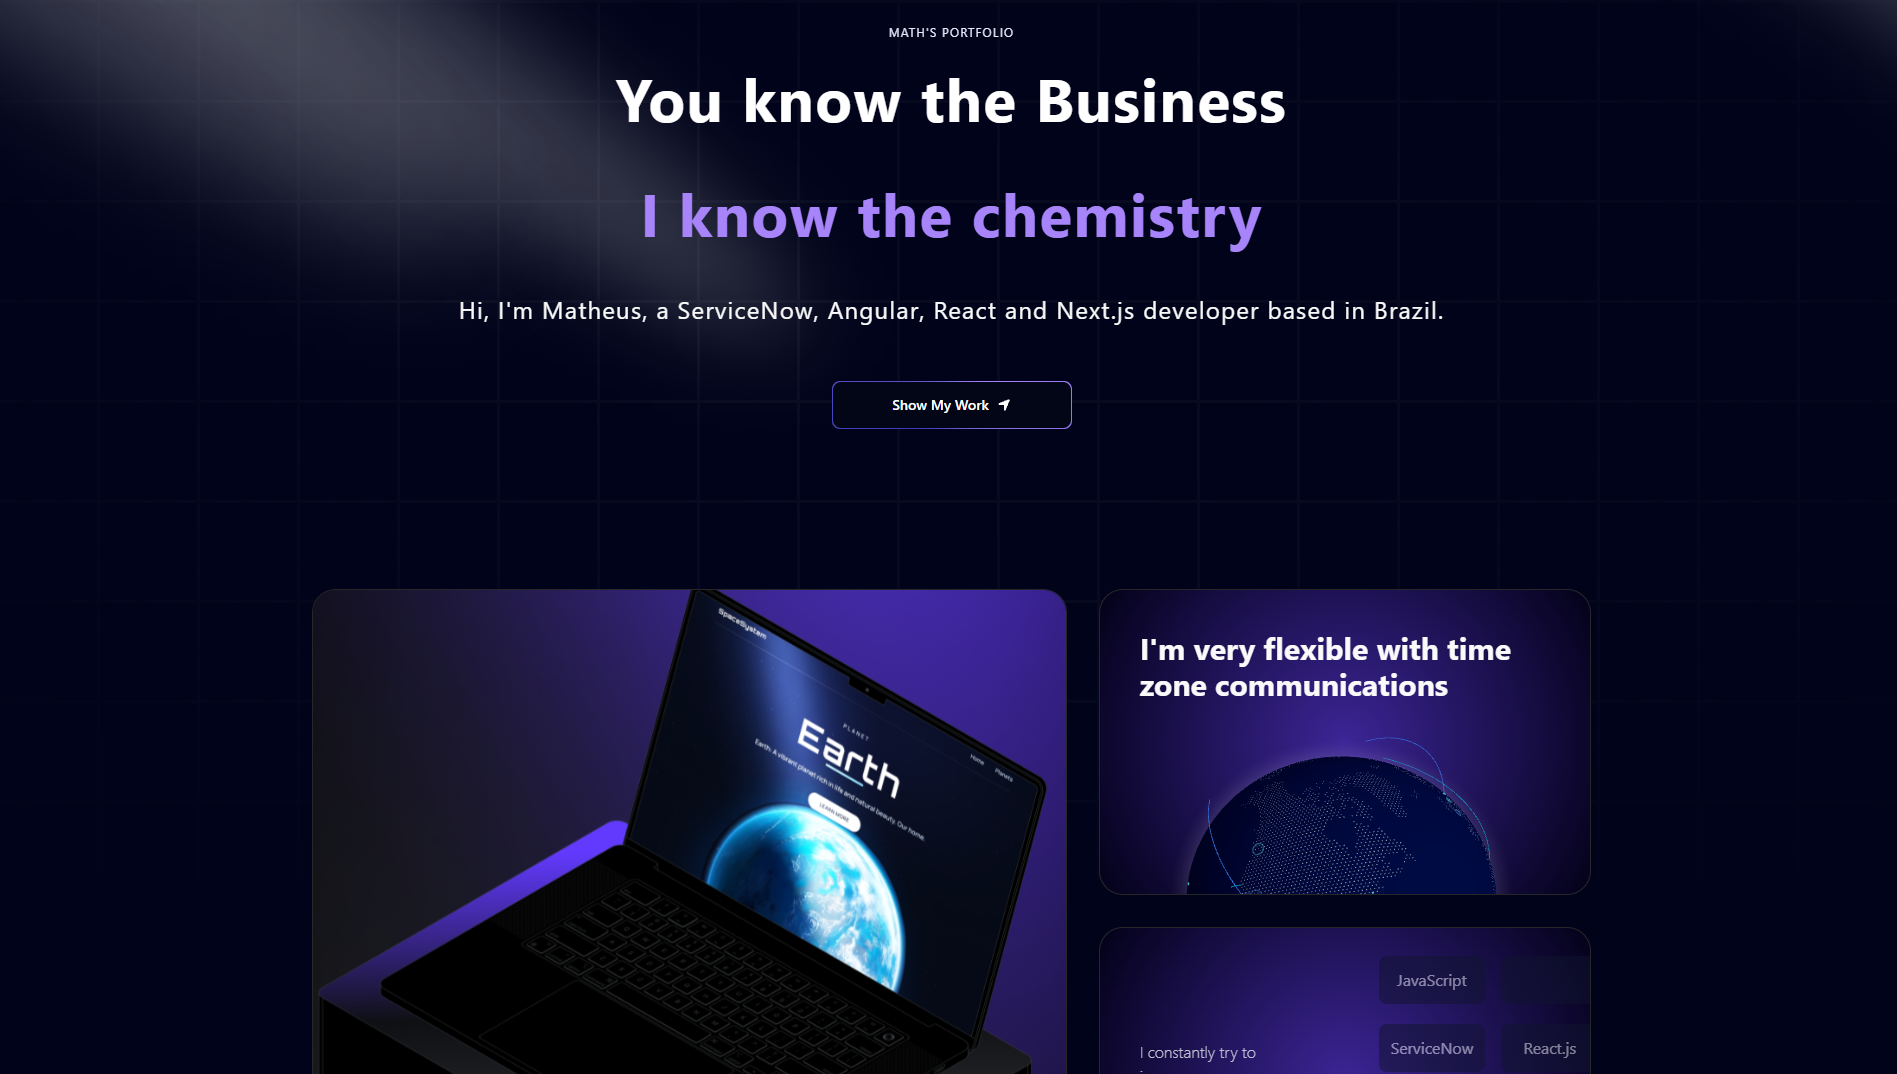 MATH'S PORTFOLIO
You know the Business
I know the chemistry
Hi, I'm Matheus, a ServiceNow, Angular, React and Next.js developer based in Brazil.
Show My Work
SpaceSystem
Home Planets
PLANET
Earth
Earth: A vibrant planet rich in life and natural beauty. Our home.
LEARN MORE
I'm very flexible with time
zone communications
JavaScript
ServiceNow React.js
I constantly try to